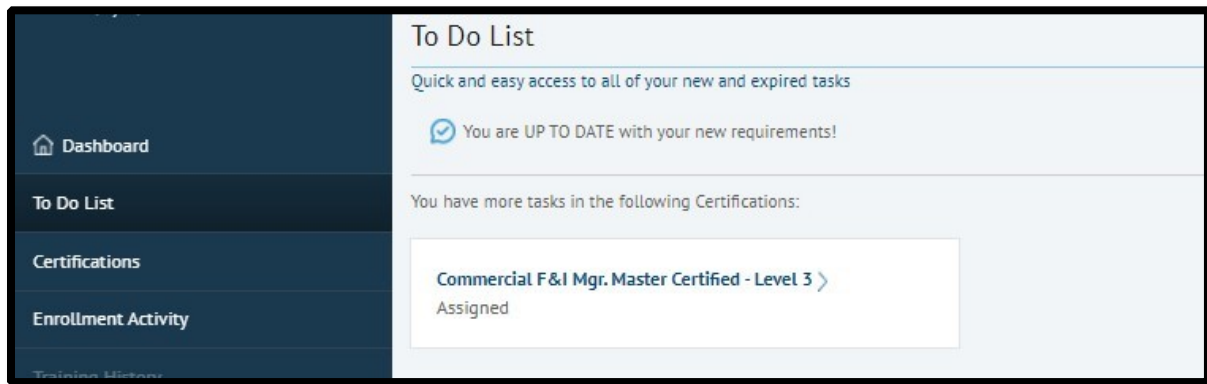 To Do List
Quick and easy access to all of your new and expired tasks
You are UP TO DATE with your new requirements!
Dashboard
To Do List
You have more tasks in the following Certifications:
Certifications
Commercial F&I Mgr. Master Certified - Level 3
Assigned
Enrollment Activity
Training History